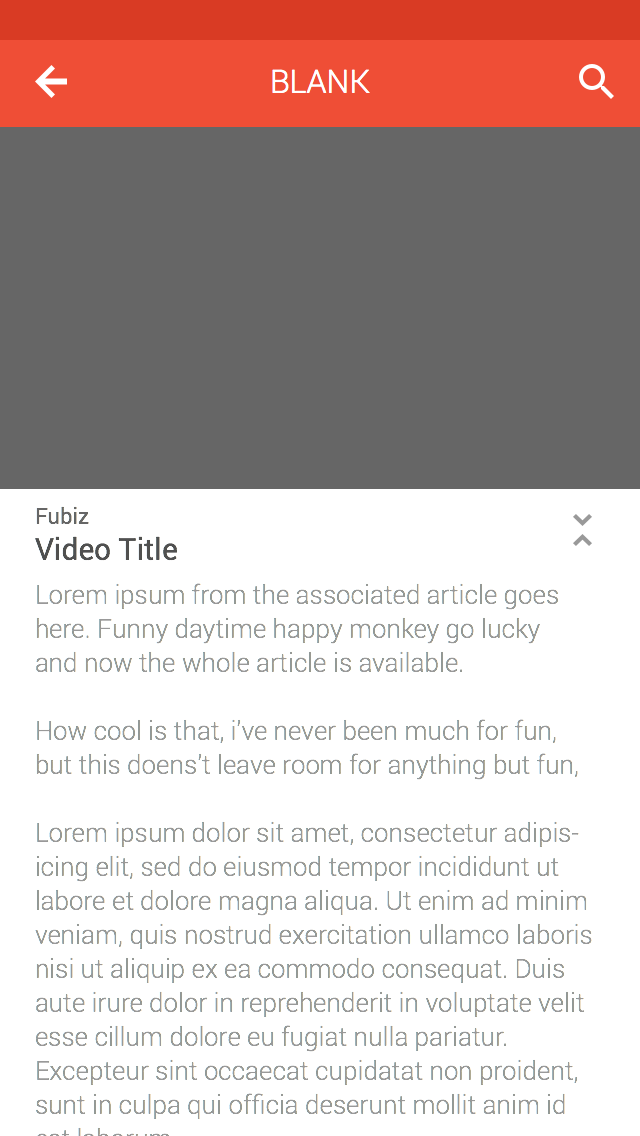 BLANK
Fubiz
Video Title
Lorem ipsum from the associated article goes
here. Funny daytime happy monkey go lucky
and now the whole article is available.
How cool is that, i've never been much for fun,
but this doens't leave room for anything but fun,
Lorem ipsum dolor sit amet, consectetur adipis-
icing elit, sed do eiusmod tempor incididunt ut
labore et dolore magna aliqua. Ut enim ad minim
veniam, quis nostrud exercitation ullamco laboris
nisi ut aliquip ex ea commodo consequat. Duis
aute irure dolor in reprehenderit in voluptate velit
esse cillum dolore eu fugiat nulla pariatur.
Excepteur sint occaecat cupidatat non proident,
sunt in culpa qui officia deserunt mollit anim id